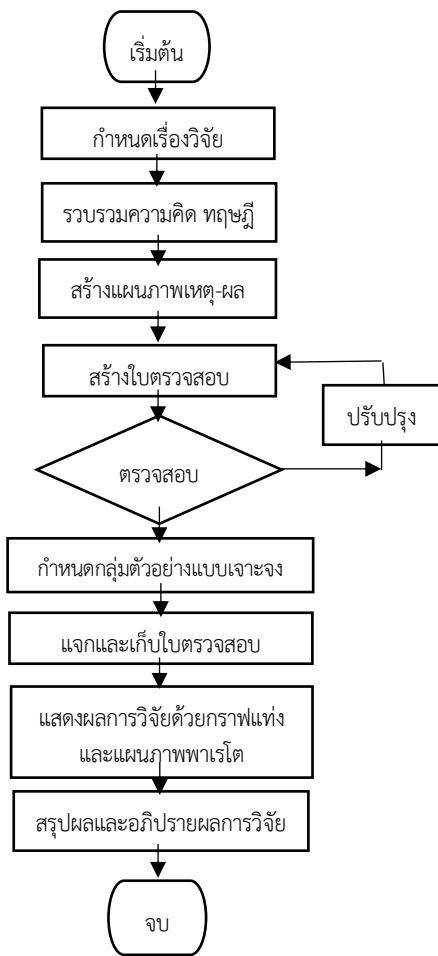 เริ่มต้น
กำหนดเรื่องวิจัย
รวบรวมความคิด ทฤษฎี
สร้างแผนภาพเหตุ-ผล
สร้างใบตรวจสอบ
ปรับปรุง
ตรวจสอบ
กำหนดกลุ่มตัวอย่างแบบเจาะจง
แจกและเก็บใบตรวจสอบ
แสดงผลการวิจัยด้วยกราฟแท่ง
และแผนภาพพาเรโต
สรุปผลและอภิปรายผลการวิจัย
จบ